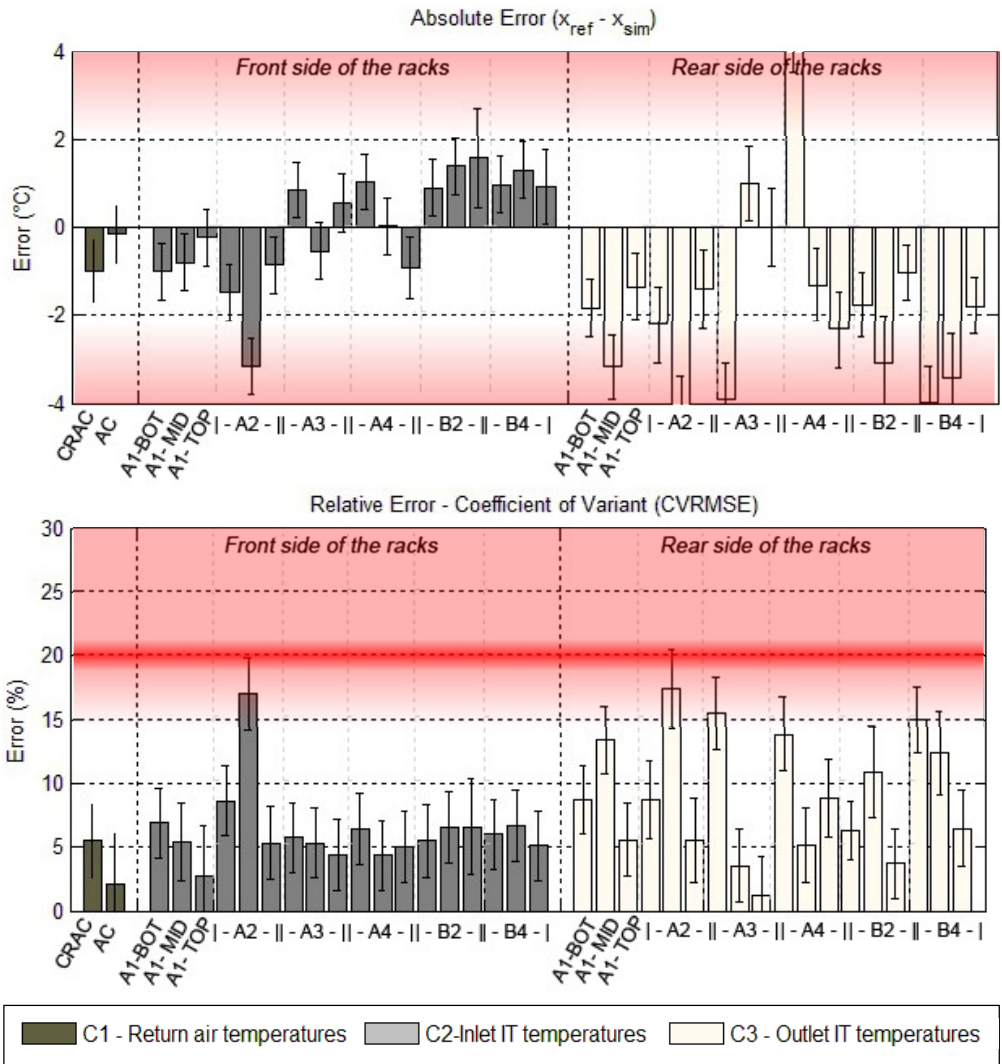 Absolute Error (x_ref - x_sim)
Front side of the racks
Rear side of the racks
4
2
0
-2
-4
Error (°C)
CRAC
AC
A1-BOT
A1- MID
A1- TOP
| - A2 - || - A3 - || - A4 - || - B2 - || - B4 - |
A1-BOT
A1- MID
A1- TOP
| - A2 - || - A3 - || - A4 - || - B2 - || - B4 - |
Relative Error - Coefficient of Variant (CVRMSE)
Front side of the racks
Rear side of the racks
30
25
20
15
10
5
0
Error (%)
CRAC
AC
A1-BOT
A1- MID
A1- TOP
| - A2 - || - A3 - || - A4 - || - B2 - || - B4 - |
A1-BOT
A1- MID
A1- TOP
| - A2 - || - A3 - || - A4 - || - B2 - || - B4 - |
C1 - Return air temperatures
C2-Inlet IT temperatures
C3 - Outlet IT temperatures